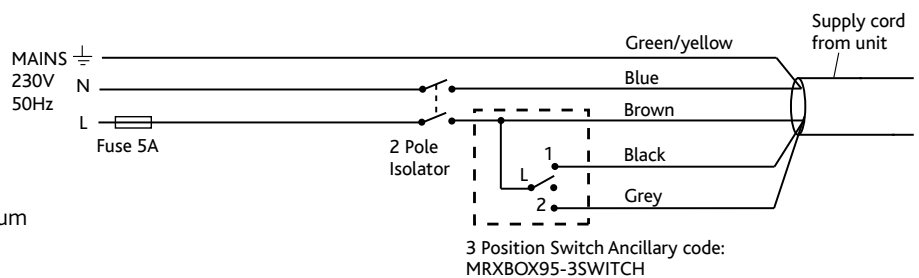 Supply cord
from unit
Green/yellow
MAINS
230V
50Hz
N
Blue
L
Brown
Fuse 5A
2 Pole
Isolator
1
Black
L
2
Grey
um
3 Position Switch Ancillary code:
MRXBOX95-3SWITCH